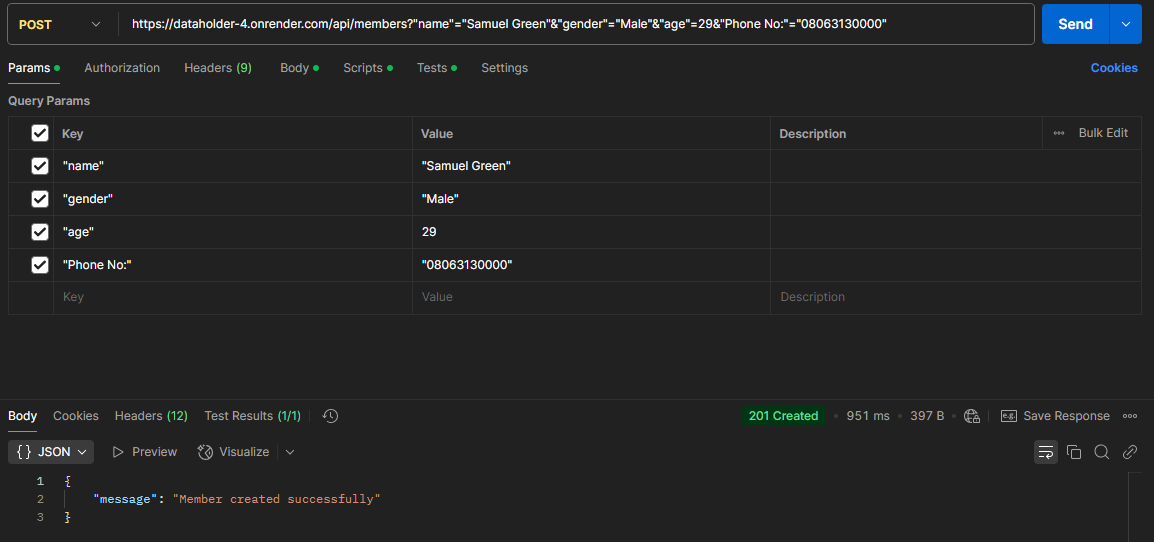 POST https://dataholder-4.onrender.com/api/members?"name"="Samuel Green"&"gender"="Male"&"age"=29&"Phone No:"="08063130000" Send
Params Authorization Headers (9) Body Scripts Tests Settings Cookies
Query Params
Key Value Description ••• Bulk Edit
"name" "Samuel Green"
"gender" "Male"
"age" 29
"Phone No:" "08063130000"
Key Value Description
Body Cookies Headers (12) Test Results (1/1) 201 Created • 951 ms • 397 B • e.g. Save Response •••
{} JSON Preview Visualize
1 {
2 "message": "Member created successfully"
3 }